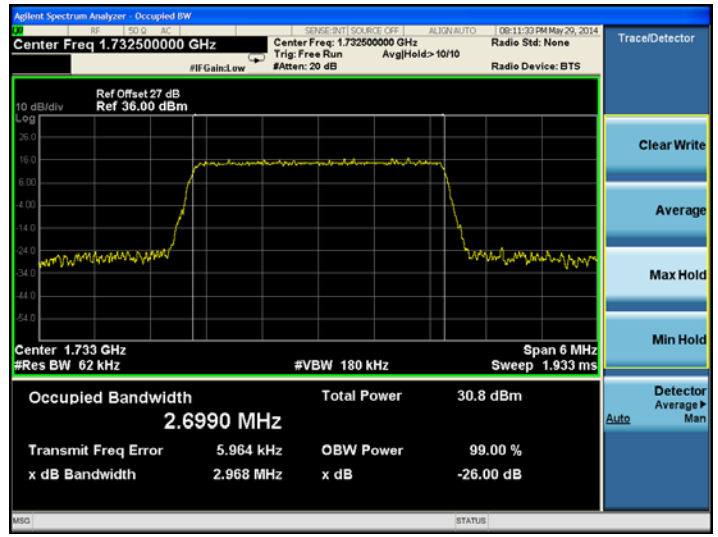 Agilent Spectrum Analyzer - Occupied BW
RF 50 Ω AC SENSE:INT SOURCE OFF ALIGN AUTO 08:11:33 PM May 29, 2014
Center Freq 1.732500000 GHz
Center Freq: 1.732500000 GHz
Radio Std: None
Trig: Free Run Avg|Hold:> 10/10
#IFGain:Low #Atten: 20 dB Radio Device: BTS
Ref Offset 27 dB
10 dB/div Ref 36.00 dBm
Log
26.0
16.0
6.00
-4.00
-14.0
-24.0
-34.0
-44.0
-54.0
Center 1.733 GHz Span 6 MHz
#Res BW 62 kHz #VBW 180 kHz Sweep 1.933 ms
Occupied Bandwidth Total Power 30.8 dBm
2.6990 MHz
Transmit Freq Error 5.964 kHz OBW Power 99.00 %
x dB Bandwidth 2.968 MHz x dB -26.00 dB
MSG STATUS
Trace/Detector
Clear Write
Average
Max Hold
Min Hold
Detector
Average
Auto Man